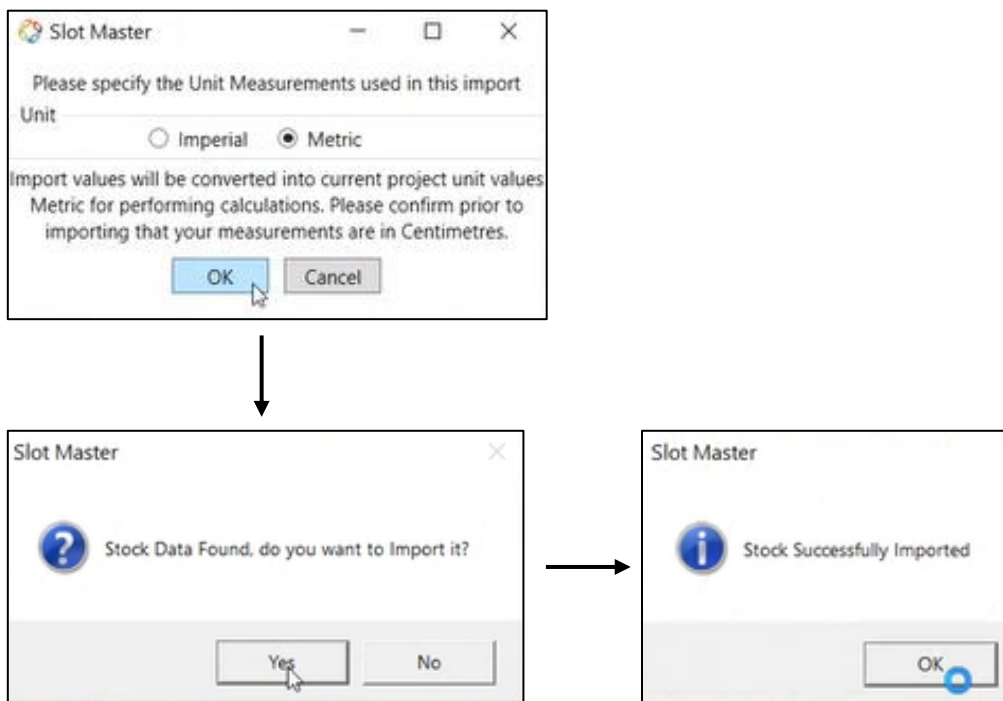 Slot Master
Please specify the Unit Measurements used in this import
Unit
Imperial Metric
Import values will be converted into current project unit values
Metric for performing calculations. Please confirm prior to
importing that your measurements are in Centimetres.
OK Cancel
Slot Master
Stock Data Found, do you want to Import it?
Yes No
Slot Master
Stock Successfully Imported
OK